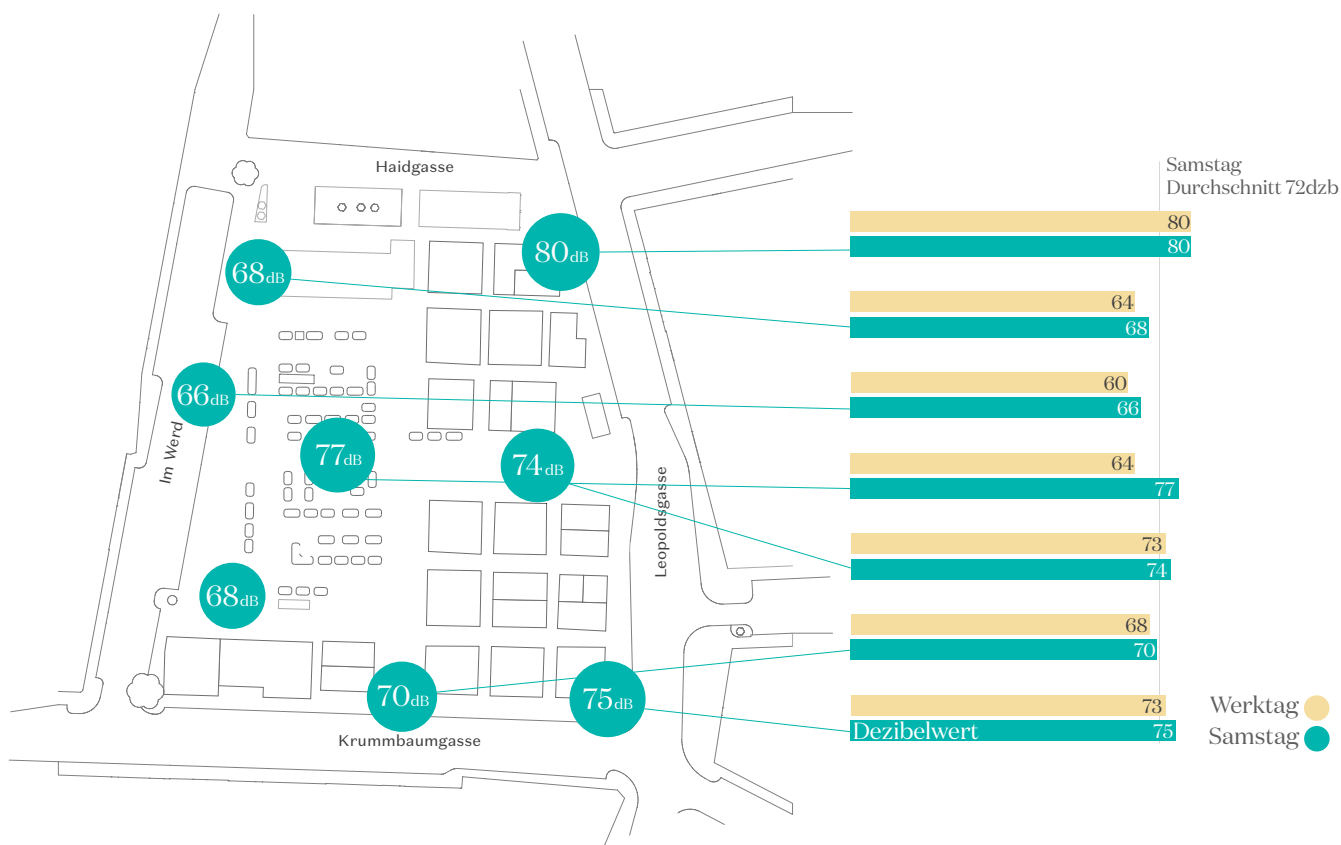 Haidgasse
Samstag
Durchschnitt 72dzb
80
80dB
80
68dB
64
68
66dB
60
66
Im Werd
77dB
74dB
64
77
Leopoldsgasse
73
74
68dB
68
70
70dB
75dB
73
Werktag
Dezibelwert 75
Samstag
Krummbaumgasse